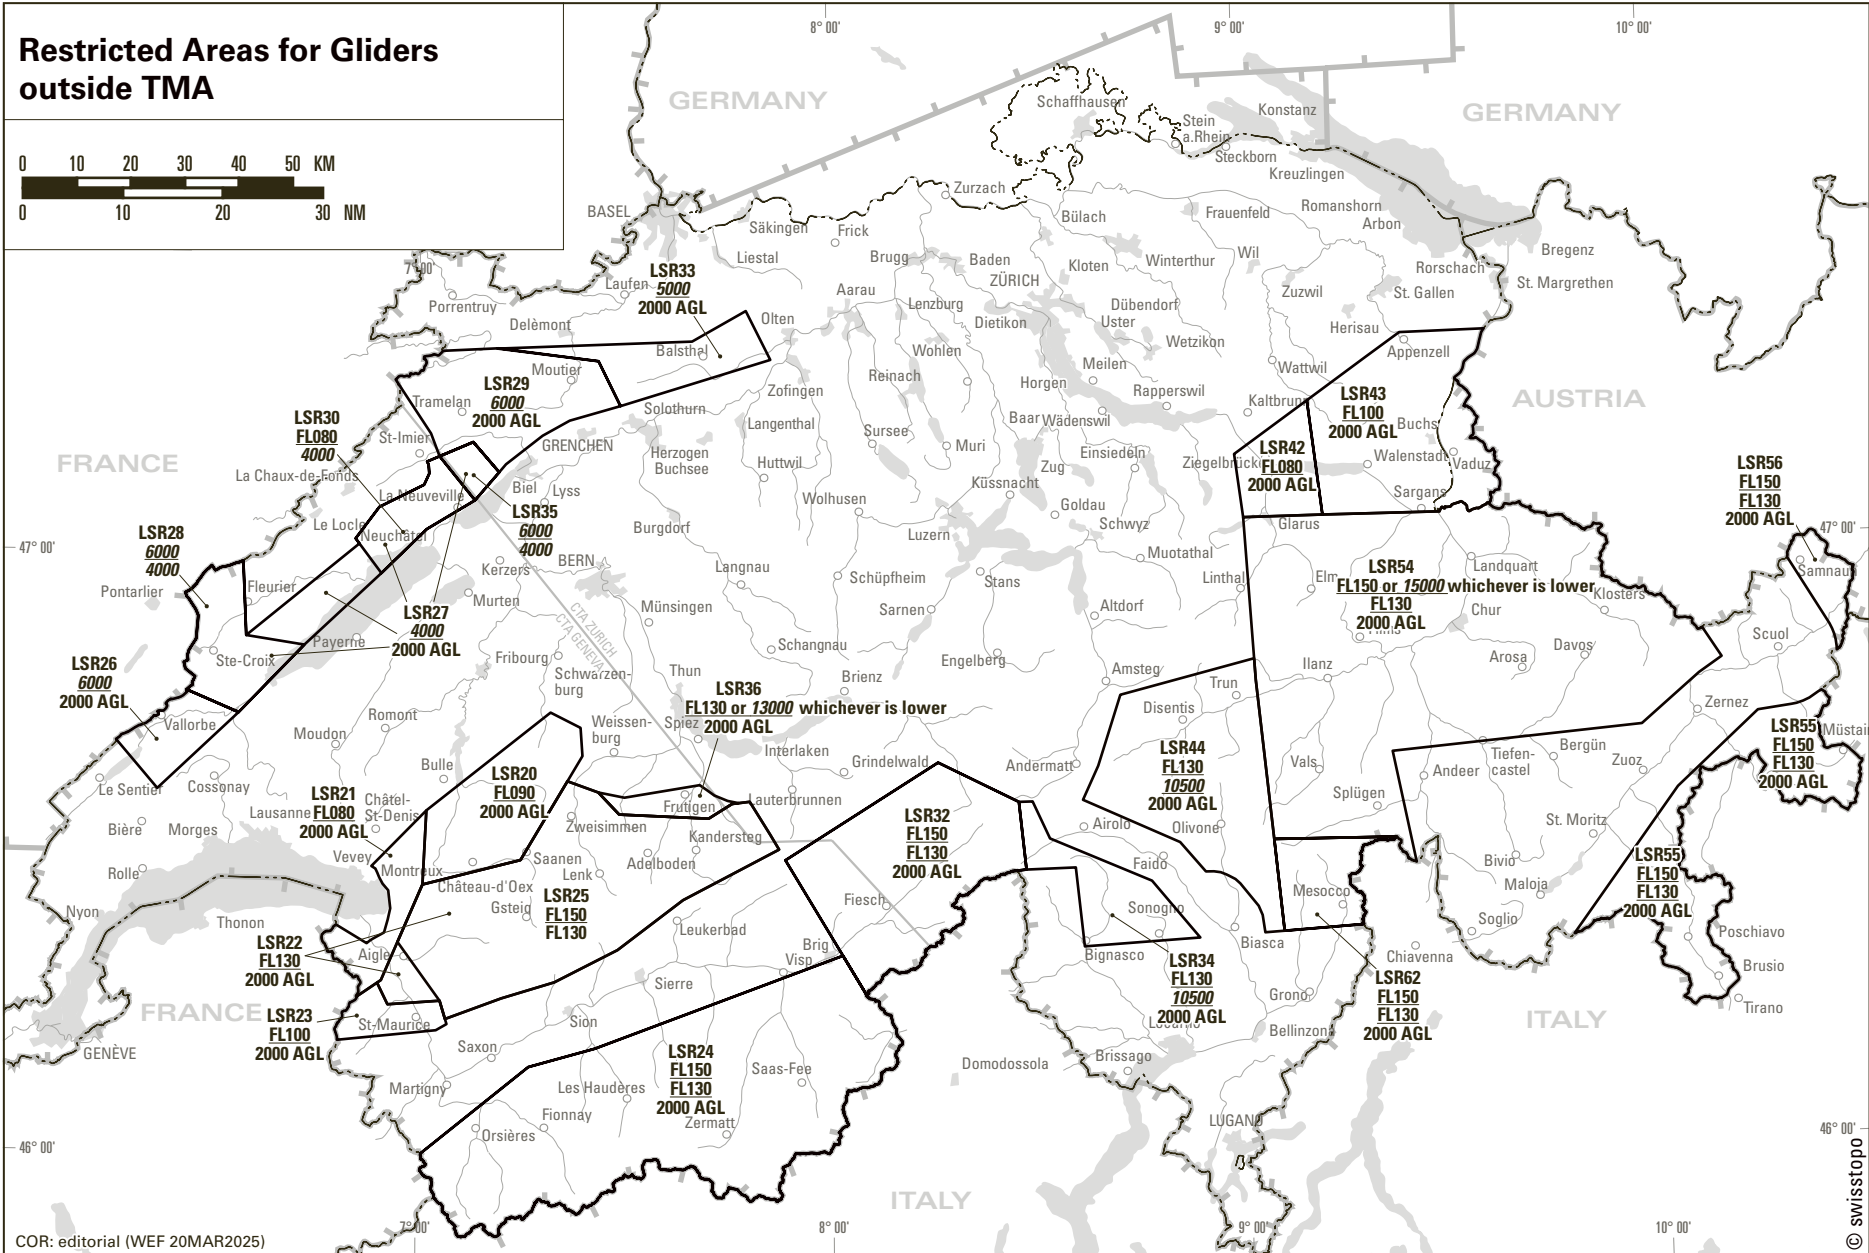 Restricted Areas for Gliders
outside TMA
0 10 20 30 40 50 KM
0 10 20 30 NM
8° 00'
9° 00'
10° 00'
7° 00'
GERMANY
GERMANY
Schaffhausen
Konstanz
Stein
a.Rhein
Steckborn
Kreuzlingen
Zurzach
BASEL
Säkingen
Frick
Bülach
Frauenfeld
Romanshorn
Arbon
Bregenz
Liestal
Brugg
Baden
Kloten
Winterthur
Wil
Rorschach
St. Margrethen
ZÜRICH
LSR33
5000
2000 AGL
Laufen
Porrentruy
Delèmont
Aarau
Lenzburg
Dübendorf
Uster
Zuzwil
St. Gallen
Olten
Dietikon
Herisau
Balsthal
Wohlen
Wetzikon
Appenzell
Moutier
Meilen
Wattwil
LSR29
6000
2000 AGL
Tramelan
Zofingen
Reinach
Horgen
Rapperswil
Kaltbrun
LSR43
FL100
2000 AGL
AUSTRIA
LSR30
FL080
4000
St-Imier
Solothurn
Langenthal
Baar
Wädenswil
Buchs
GRENCHEN
Herzogen
Buchsee
Sursee
Muri
Einsiedeln
Ziegelbrücke
LSR42
FL080
2000 AGL
Walenstadt
Vaduz
FRANCE
La Chaux-de-Fonds
Huttwil
Zug
LSR56
FL150
FL130
2000 AGL
La Neuveville
Biel
Lyss
Wolhusen
Küssnacht
Sargans
LSR35
6000
4000
Le Locle
Neuchâtel
Burgdorf
Goldau
Schwyz
Glarus
LSR28
6000
4000
47° 00'
47° 00'
Luzern
Muotathal
Kerzers
BERN
Langnau
Schüpfheim
Stans
Linthal
Elm
LSR54
FL150 or 15000 whichever is lower
FL130
2000 AGL
Landquart
Samnaun
Pontarlier
Fleurier
Murten
Klosters
LSR27
4000
2000 AGL
Münsingen
Sarnen
Altdorf
Chur
CTA ZURICH
CTA GENEVA
Scuol
Payerne
Schangnau
Davos
Ste-Croix
Fribourg
Schwarzen-
burg
Thun
Engelberg
Amsteg
Ilanz
Arosa
LSR26
6000
2000 AGL
Trun
Brienz
LSR36
FL130 or 13000 whichever is lower
2000 AGL
Zernez
Vallorbe
Romont
Disentis
Moudon
Weissen-
burg
Spiez
LSR55
FL150
FL130
2000 AGL
Müstair
Interlaken
Grindelwald
Andermatt
LSR44
FL130
10500
2000 AGL
Vals
Andeer
Tiefen-
castel
Bergün
Zuoz
Bulle
LSR20
FL090
2000 AGL
Le Sentier
Cossonay
LSR21
FL080
2000 AGL
Châtel-
St-Denis
Lausanne
Splügen
Frutigen
Lauterbrunnen
LSR32
FL150
FL130
2000 AGL
Bière
Morges
Zweisimmen
Kandersteg
Airolo
Olivone
St. Moritz
Vevey
Saanen
Lenk
Adelboden
Faido
Bivio
LSR55
FL150
FL130
2000 AGL
Rolle
Montreux
Château-d'Oex
Gsteig
LSR25
FL150
FL130
Fiesch
Mesocco
Maloja
Nyon
Sonogno
Soglio
Thonon
Leukerbad
Biasca
Poschiavo
LSR22
FL130
2000 AGL
Aigle
Brig
Visp
Bignasco
LSR34
FL130
10500
2000 AGL
Chiavenna
Brusio
Sierre
LSR62
FL150
FL130
2000 AGL
Grono
Tirano
FRANCE
LSR23
FL100
2000 AGL
St-Maurice
Sion
Bellinzona
ITALY
GENÈVE
Saxon
LSR24
FL150
FL130
2000 AGL
Saas-Fee
Domodossola
Brissago
Martigny
Les Hauderes
Fionnay
Zermatt
LUGANO
Orsières
46° 00'
46° 00'
ITALY
7° 00'
8° 00'
9° 00'
10° 00'
COR: editorial (WEF 20MAR2025)
© swisstopo